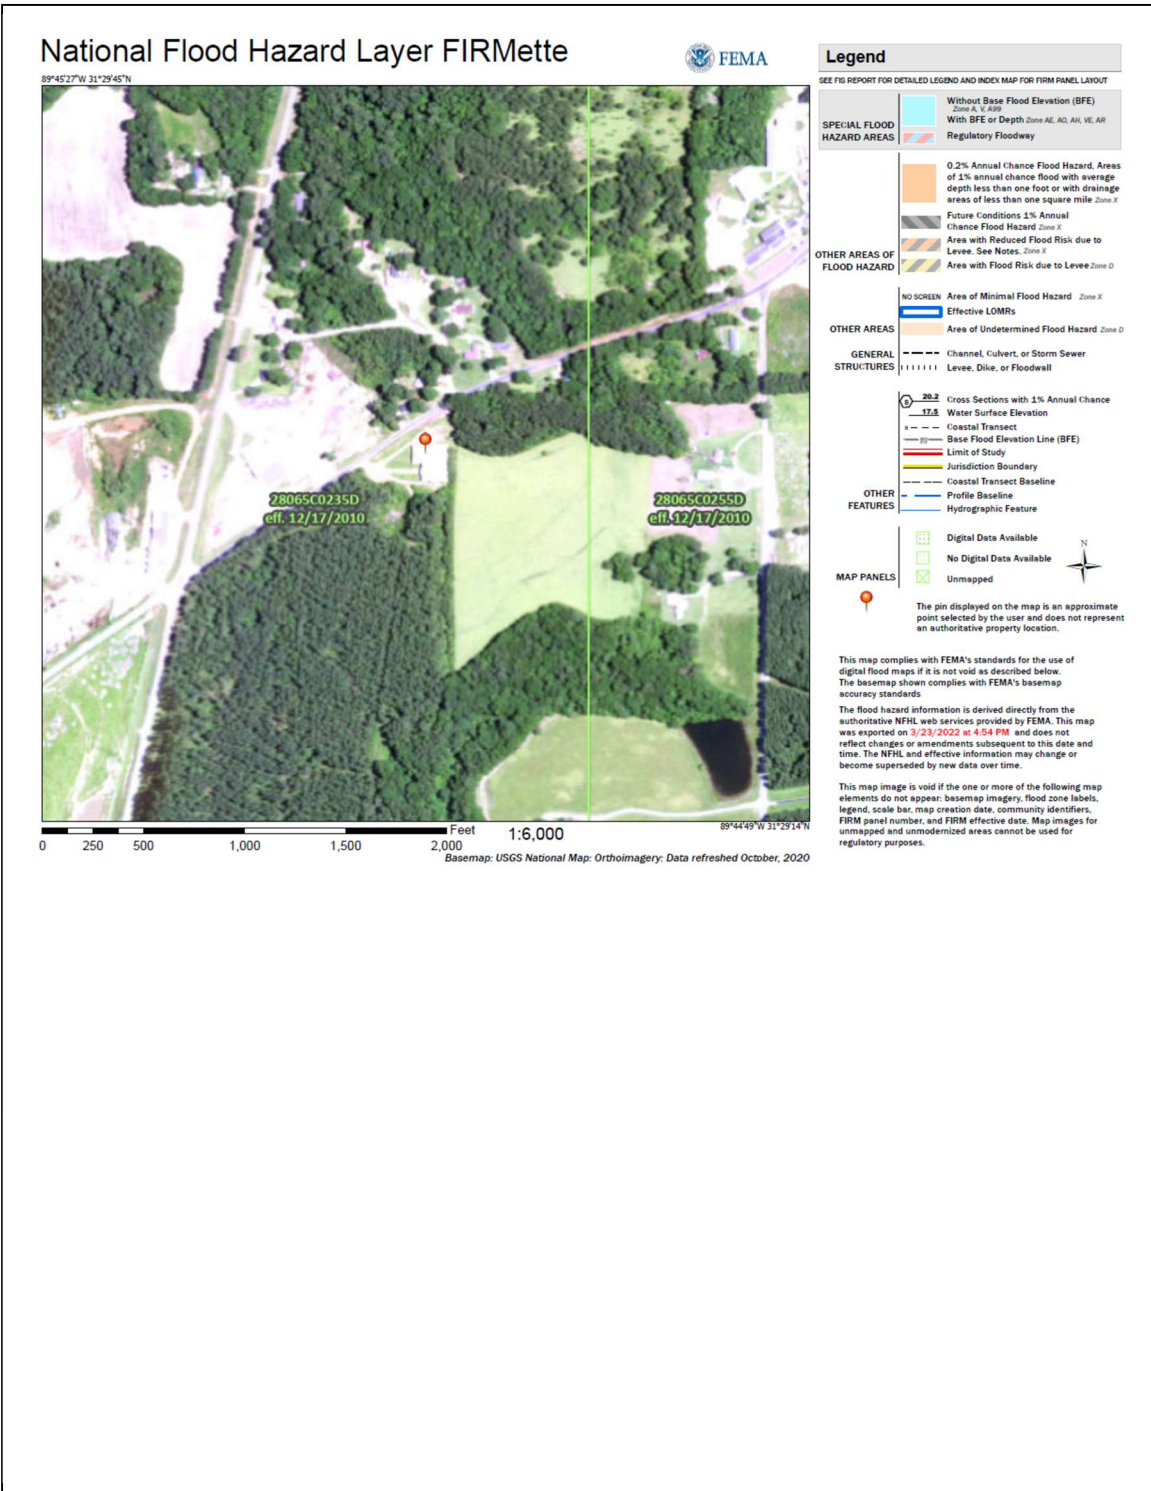 National Flood Hazard Layer FIRMette
FEMA
89°45'27"W 31°29'45"N
28065C0235D
eff. 12/17/2010
28065C0255D
eff. 12/17/2010
89°44'49"W 31°29'14"N
0 250 500 1,000 1,500 2,000
Feet
1:6,000
Basemap: USGS National Map: Orthoimagery: Data refreshed October, 2020
Legend
SEE FIS REPORT FOR DETAILED LEGEND AND INDEX MAP FOR FIRM PANEL LAYOUT
SPECIAL FLOOD
HAZARD AREAS
Without Base Flood Elevation (BFE)
Zone A, V, A99
With BFE or Depth Zone AE, AO, AH, VE, AR
Regulatory Floodway
0.2% Annual Chance Flood Hazard, Areas
of 1% annual chance flood with average
depth less than one foot or with drainage
areas of less than one square mile Zone X
Future Conditions 1% Annual
Chance Flood Hazard Zone X
Area with Reduced Flood Risk due to
Levee. See Notes. Zone X
Area with Flood Risk due to Levee Zone D
OTHER AREAS OF
FLOOD HAZARD
NO SCREEN Area of Minimal Flood Hazard Zone X
Effective LOMRs
OTHER AREAS
Area of Undetermined Flood Hazard Zone D
GENERAL
STRUCTURES
Channel, Culvert, or Storm Sewer
Levee, Dike, or Floodwall
B 20.2 Cross Sections with 1% Annual Chance
17.5 Water Surface Elevation
8 Coastal Transect
Base Flood Elevation Line (BFE)
Limit of Study
Jurisdiction Boundary
Coastal Transect Baseline
OTHER
FEATURES
Profile Baseline
Hydrographic Feature
Digital Data Available
No Digital Data Available
Unmapped
MAP PANELS
N
The pin displayed on the map is an approximate
point selected by the user and does not represent
an authoritative property location.
This map complies with FEMA's standards for the use of
digital flood maps if it is not void as described below.
The basemap shown complies with FEMA's basemap
accuracy standards
The flood hazard information is derived directly from the
authoritative NFHL web services provided by FEMA. This map
was exported on 3/23/2022 at 4:54 PM and does not
reflect changes or amendments subsequent to this date and
time. The NFHL and effective information may change or
become superseded by new data over time.
This map image is void if the one or more of the following map
elements do not appear: basemap imagery, flood zone labels,
legend, scale bar, map creation date, community identifiers,
FIRM panel number, and FIRM effective date. Map images for
unmapped and unmodernized areas cannot be used for
regulatory purposes.